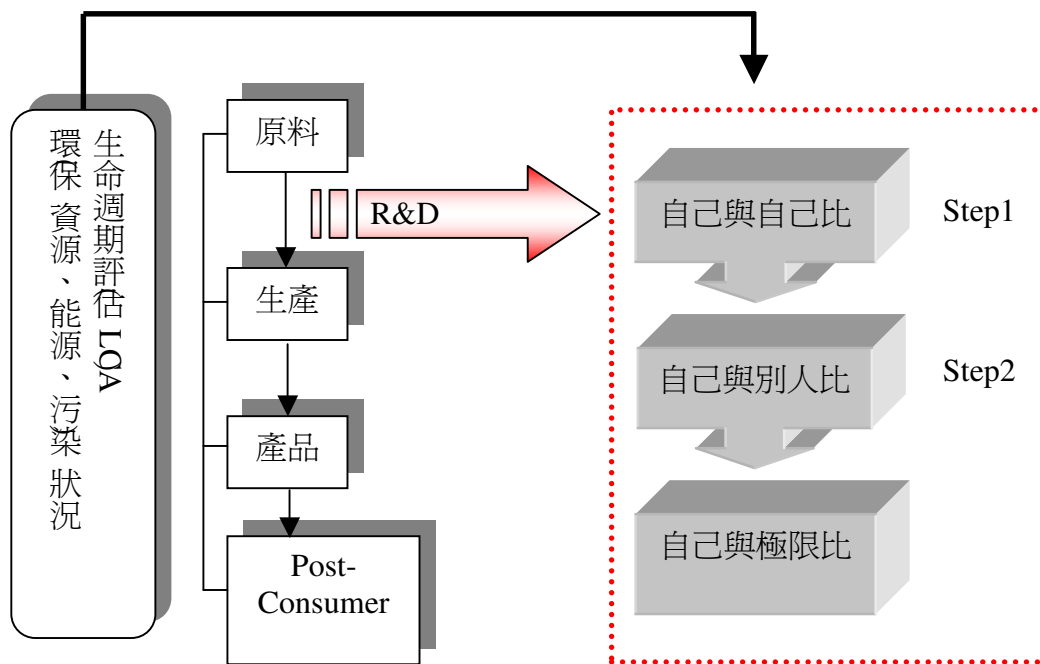 生命週期評估(LCA)
環保(資源、能源、污染)狀況
原料
生產
產品
Post-
Consumer
R&D
自己與自己比
Step1
自己與別人比
Step2
自己與極限比